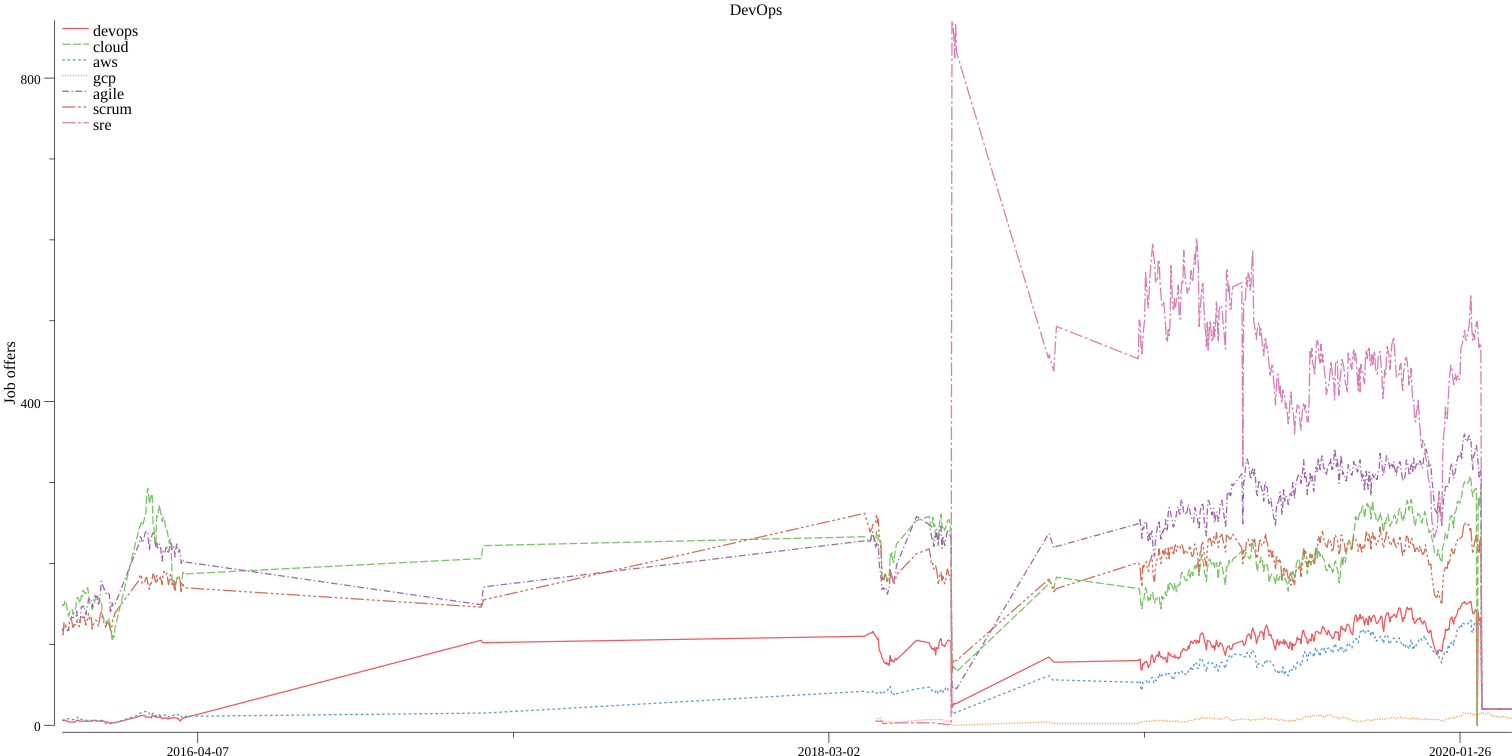 DevOps
devops
cloud
aws
gcp
agile
scrum
sre
Job offers
800
400
0
2016-04-07
2018-03-02
2020-01-26